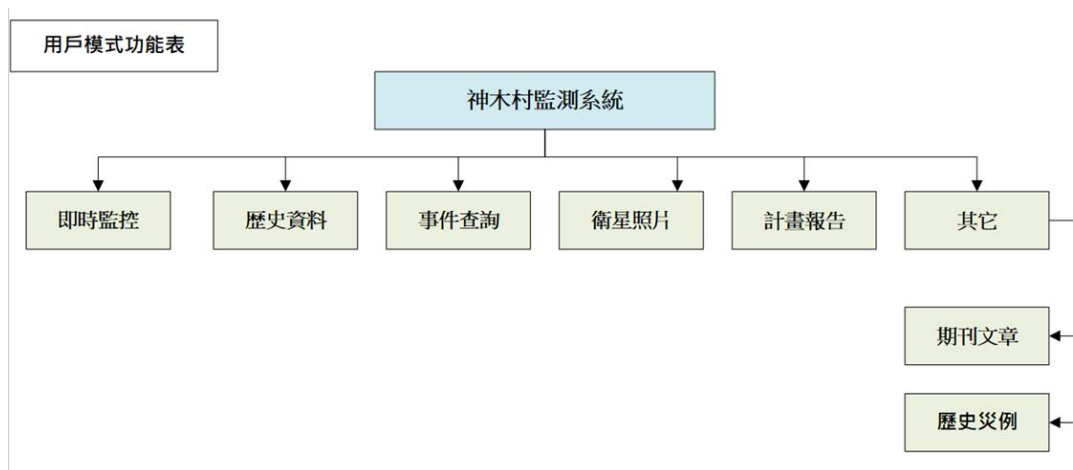 用戶模式功能表
神木村監測系統
即時監控
歷史資料
事件查詢
衛星照片
計畫報告
其它
期刊文章
歷史災例